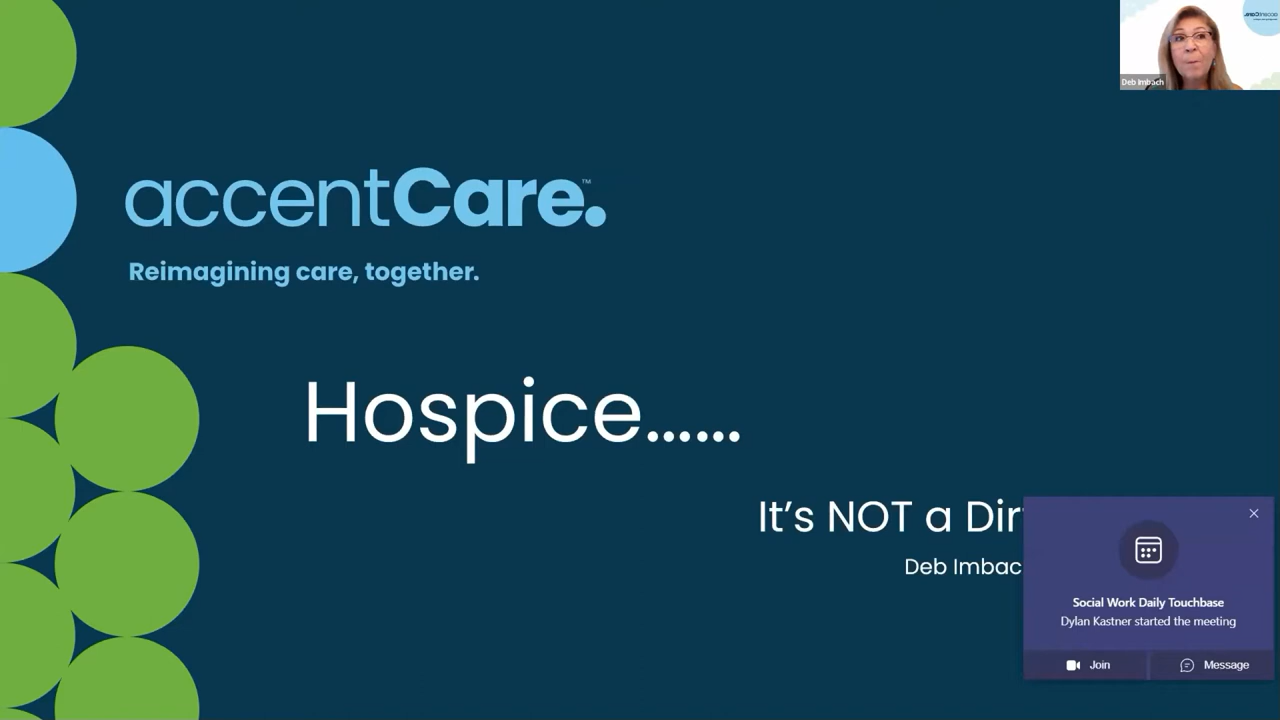 Deb Imbach
accentCare.™
Reimagining care, together.
Hospice......
It's NOT a Dir
Deb Imbac
Social Work Daily Touchbase
Dylan Kastner started the meeting
Join
Message